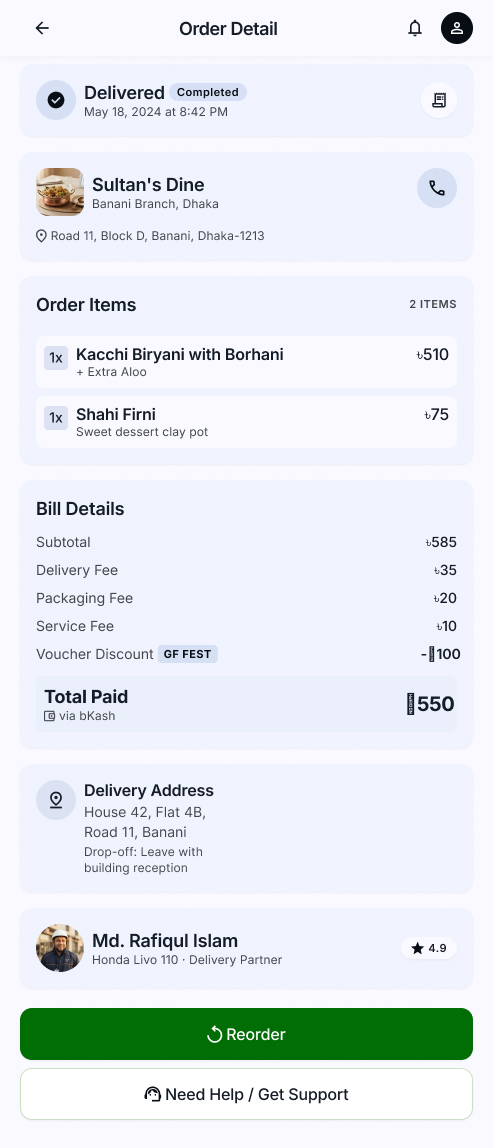 Order Detail
Delivered Completed
May 18, 2024 at 8:42 PM
Sultan's Dine
Banani Branch, Dhaka
Road 11, Block D, Banani, Dhaka-1213
Order Items 2 ITEMS
1x Kacchi Biryani with Borhani ৳510
+ Extra Aloo
1x Shahi Firni ৳75
Sweet dessert clay pot
Bill Details
Subtotal ৳585
Delivery Fee ৳35
Packaging Fee ৳20
Service Fee ৳10
Voucher Discount GF FEST -100
Total Paid 550
via bKash
Delivery Address
House 42, Flat 4B,
Road 11, Banani
Drop-off: Leave with
building reception
Md. Rafiqul Islam 4.9
Honda Livo 110 · Delivery Partner
Reorder
Need Help / Get Support